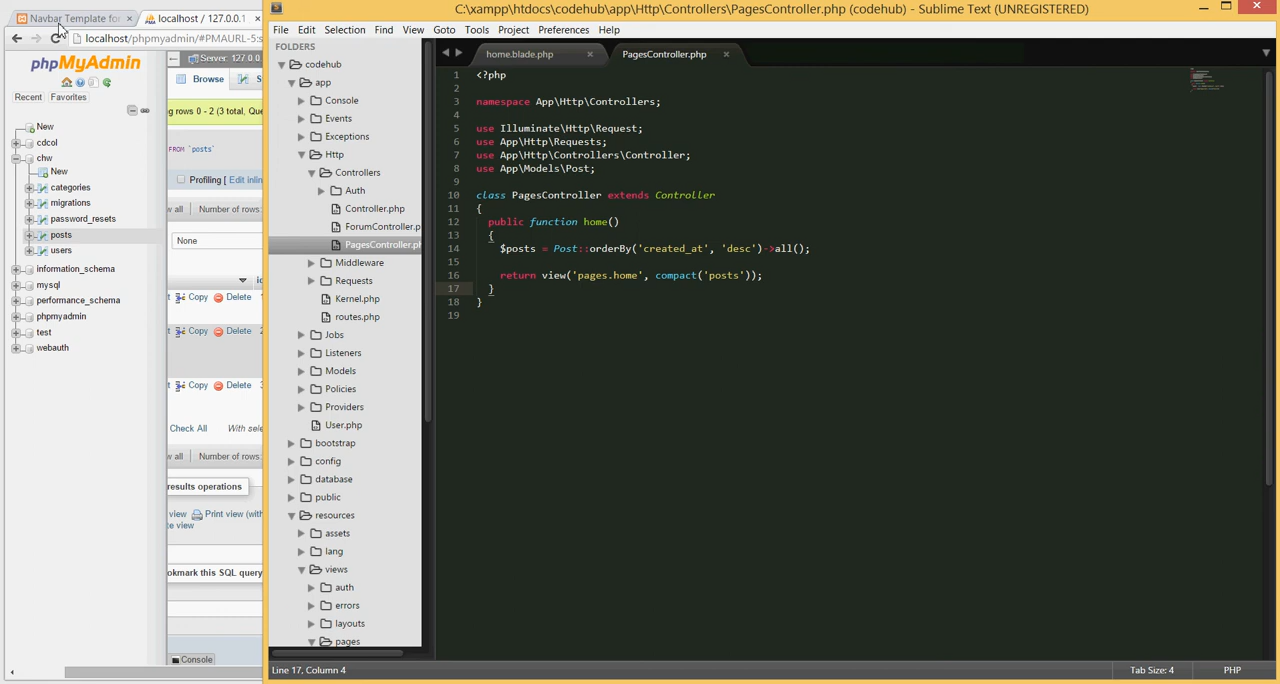 Navbar Template for
localhost / 127.0.0.1
localhost/phpmyadmin/#PMAURL-5:s
phpMyAdmin
Recent
Favorites
New
cdcol
chw
New
categories
migrations
password_resets
posts
users
information_schema
mysql
performance_schema
phpmyadmin
test
webauth
Server: 127.0.0
Browse
S
g rows 0 - 2 (3 total, Que
FROM `posts`
Profiling [ Edit inlin
Number of rows:
None
Copy
Delete
1
Copy
Delete
2
Copy
Delete
3
Check All
With selec
Number of rows:
results operations
view
Print view (with
te view
okmark this SQL query
Console
C:\xampp\htdocs\codehub\app\Http\Controllers\PagesController.php (codehub) - Sublime Text (UNREGISTERED)
File Edit Selection Find View Goto Tools Project Preferences Help
FOLDERS
codehub
app
Console
Events
Exceptions
Http
Controllers
Auth
Controller.php
ForumController.p
PagesController.ph
Middleware
Requests
Kernel.php
routes.php
Jobs
Listeners
Models
Policies
Providers
User.php
bootstrap
config
database
public
resources
assets
lang
views
auth
errors
layouts
pages
home.blade.php
PagesController.php
1 <?php
2
3 namespace App\Http\Controllers;
4
5 use Illuminate\Http\Request;
6 use App\Http\Requests;
7 use App\Http\Controllers\Controller;
8 use App\Models\Post;
9
10 class PagesController extends Controller
11 {
12 public function home()
13 {
14 $posts = Post::orderBy('created_at', 'desc')->all();
15
16 return view('pages.home', compact('posts'));
17 }
18 }
19
Line 17, Column 4
Tab Size: 4
PHP